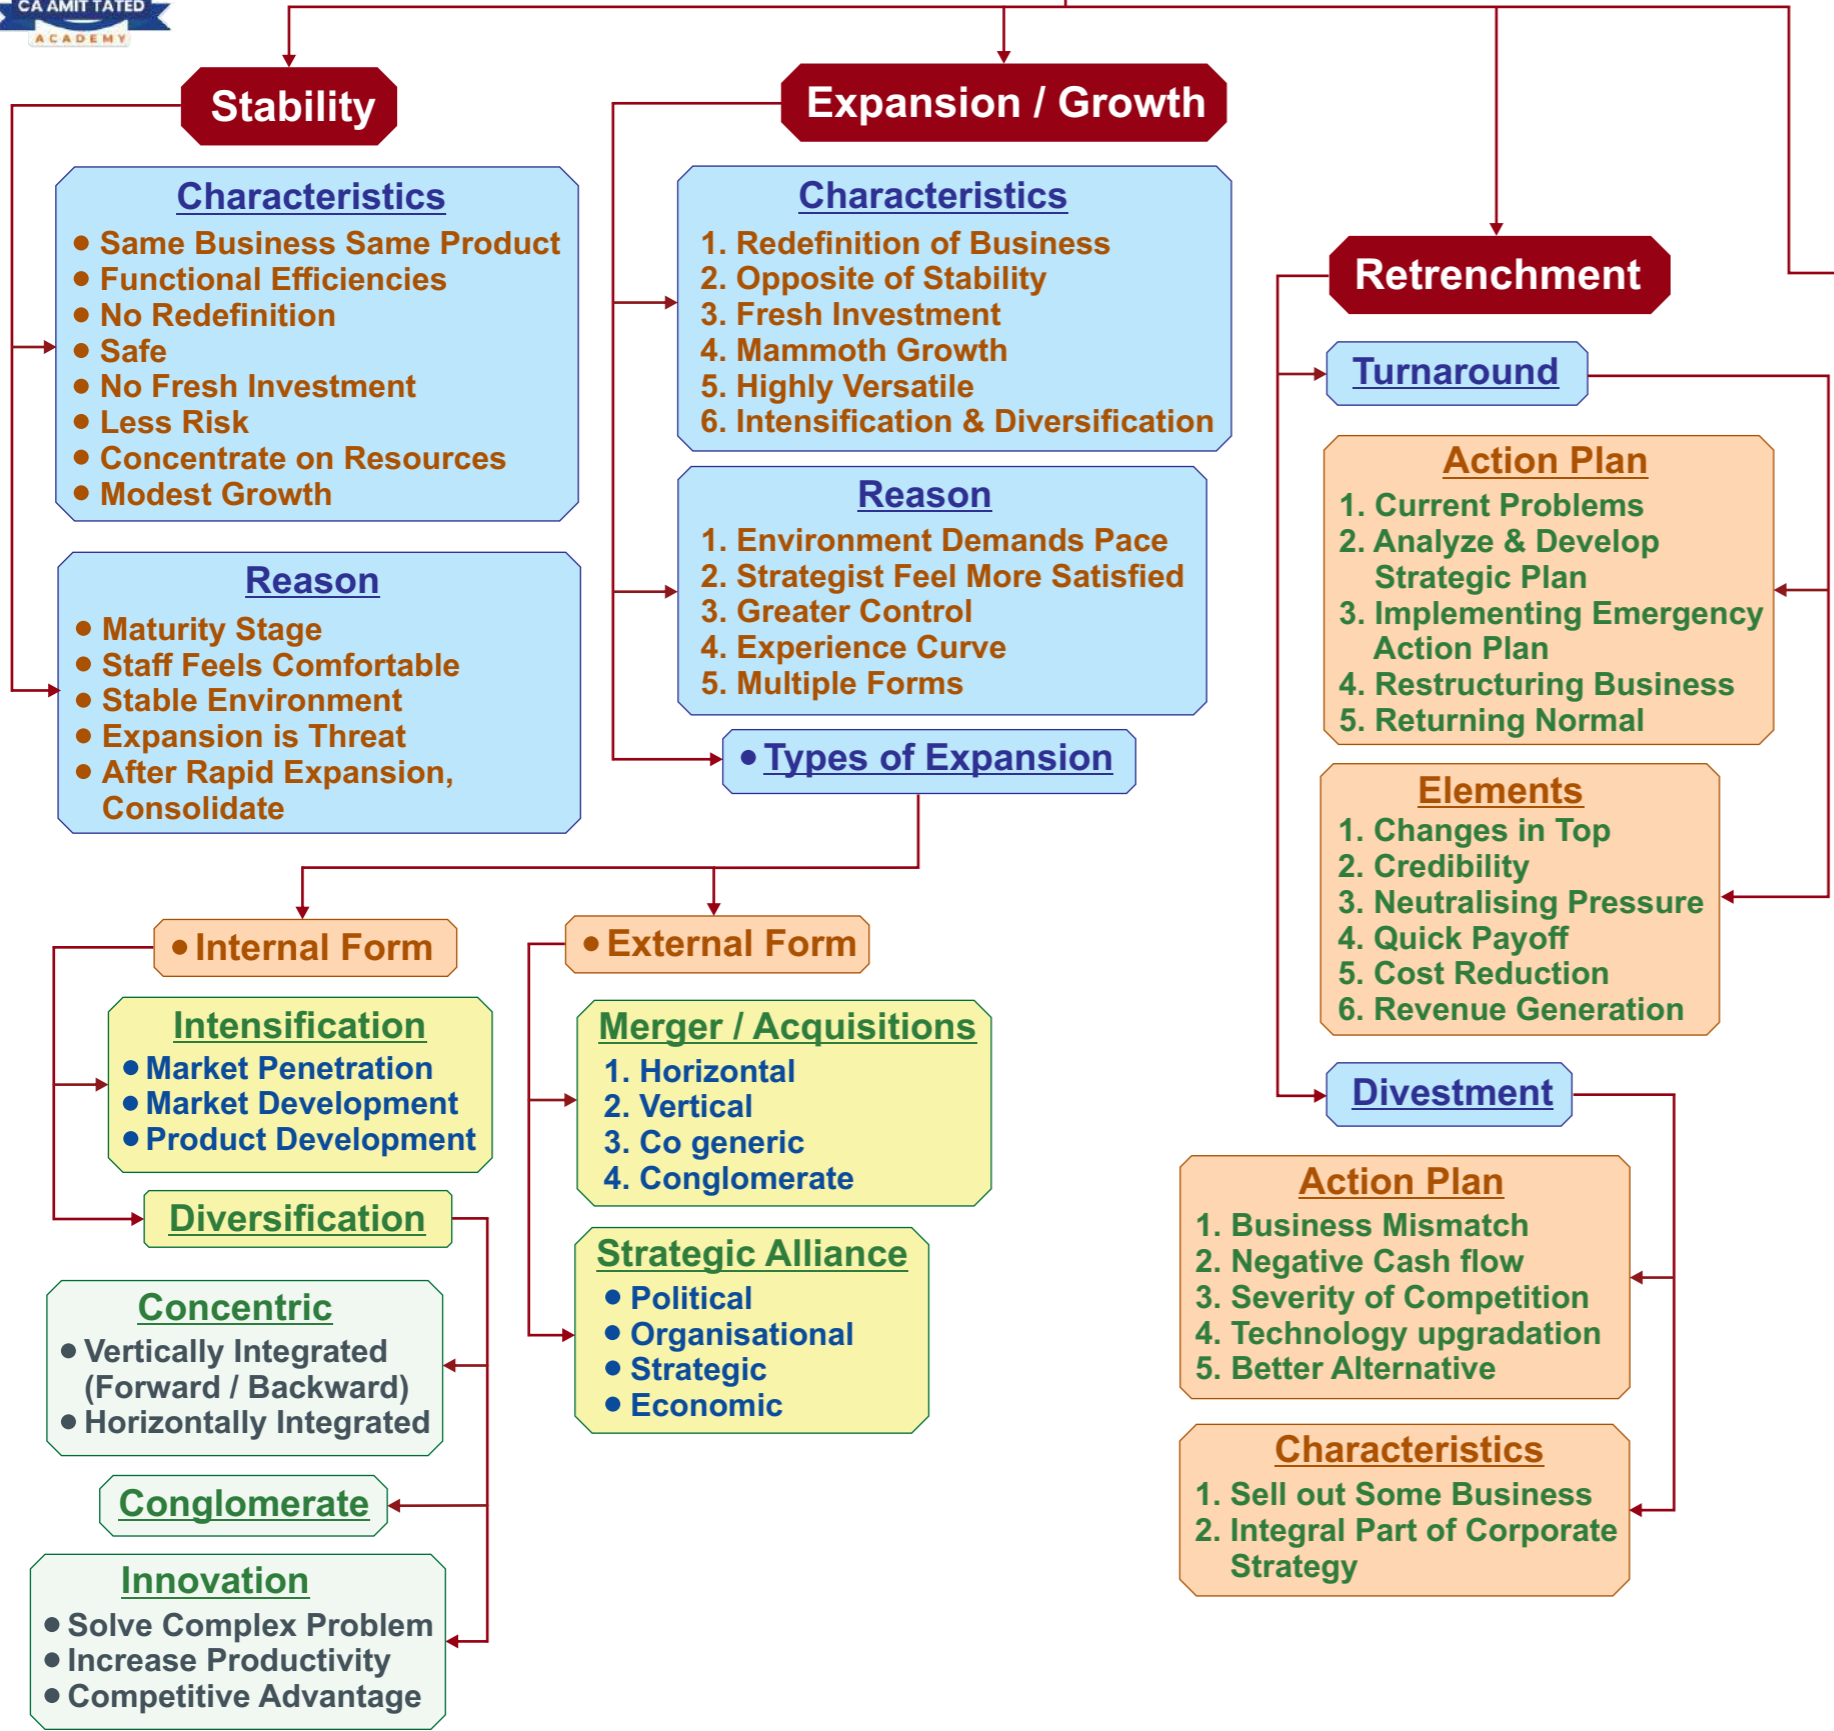 CA AMIT TATED
ACADEMY
Stability
Characteristics
● Same Business Same Product
● Functional Efficiencies
● No Redefinition
● Safe
● No Fresh Investment
● Less Risk
● Concentrate on Resources
● Modest Growth
Reason
● Maturity Stage
● Staff Feels Comfortable
● Stable Environment
● Expansion is Threat
● After Rapid Expansion,
Consolidate
Expansion / Growth
Characteristics
1. Redefinition of Business
2. Opposite of Stability
3. Fresh Investment
4. Mammoth Growth
5. Highly Versatile
6. Intensification & Diversification
Reason
1. Environment Demands Pace
2. Strategist Feel More Satisfied
3. Greater Control
4. Experience Curve
5. Multiple Forms
● Types of Expansion
● Internal Form
Intensification
● Market Penetration
● Market Development
● Product Development
Diversification
Concentric
● Vertically Integrated
(Forward / Backward)
● Horizontally Integrated
Conglomerate
Innovation
● Solve Complex Problem
● Increase Productivity
● Competitive Advantage
● External Form
Merger / Acquisitions
1. Horizontal
2. Vertical
3. Co generic
4. Conglomerate
Strategic Alliance
● Political
● Organisational
● Strategic
● Economic
Retrenchment
Turnaround
Action Plan
1. Current Problems
2. Analyze & Develop
Strategic Plan
3. Implementing Emergency
Action Plan
4. Restructuring Business
5. Returning Normal
Elements
1. Changes in Top
2. Credibility
3. Neutralising Pressure
4. Quick Payoff
5. Cost Reduction
6. Revenue Generation
Divestment
Action Plan
1. Business Mismatch
2. Negative Cash flow
3. Severity of Competition
4. Technology upgradation
5. Better Alternative
Characteristics
1. Sell out Some Business
2. Integral Part of Corporate
Strategy